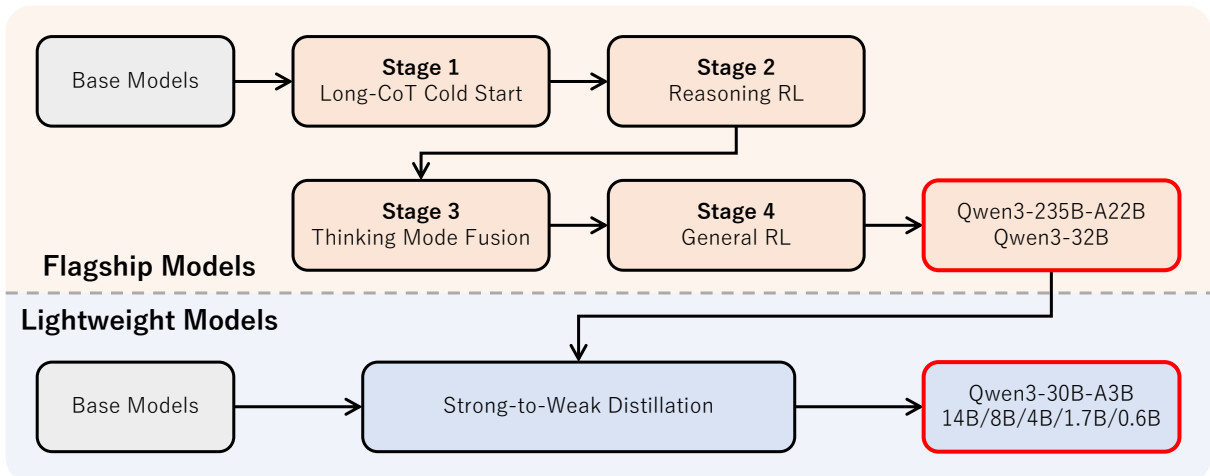 Base Models
Stage 1
Long-CoT Cold Start
Stage 2
Reasoning RL
Stage 3
Thinking Mode Fusion
Stage 4
General RL
Qwen3-235B-A22B
Qwen3-32B
Flagship Models
Lightweight Models
Base Models
Strong-to-Weak Distillation
Qwen3-30B-A3B
14B/8B/4B/1.7B/0.6B